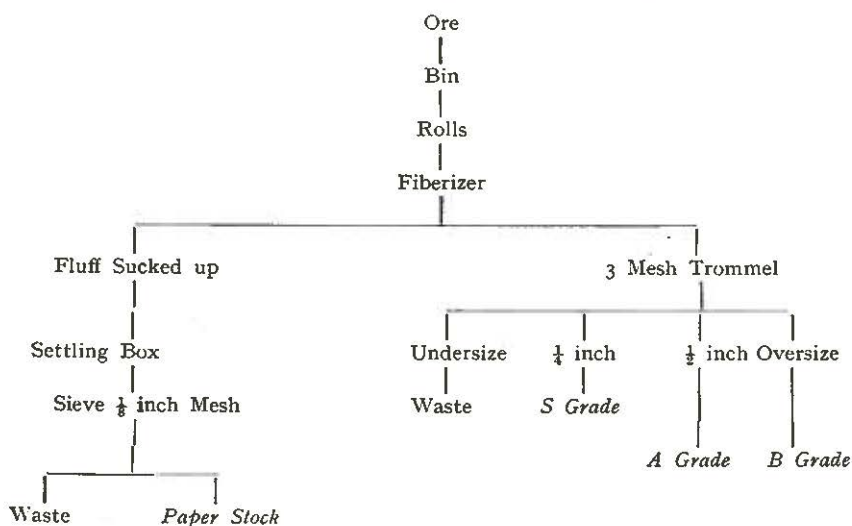 Ore
Bin
Rolls
Fiberizer
Fluff Sucked up
3 Mesh Trommel
Settling Box
Undersize
¼ inch
½ inch
Oversize
Sieve ⅛ inch Mesh
Waste
S Grade
A Grade
B Grade
Waste
Paper Stock